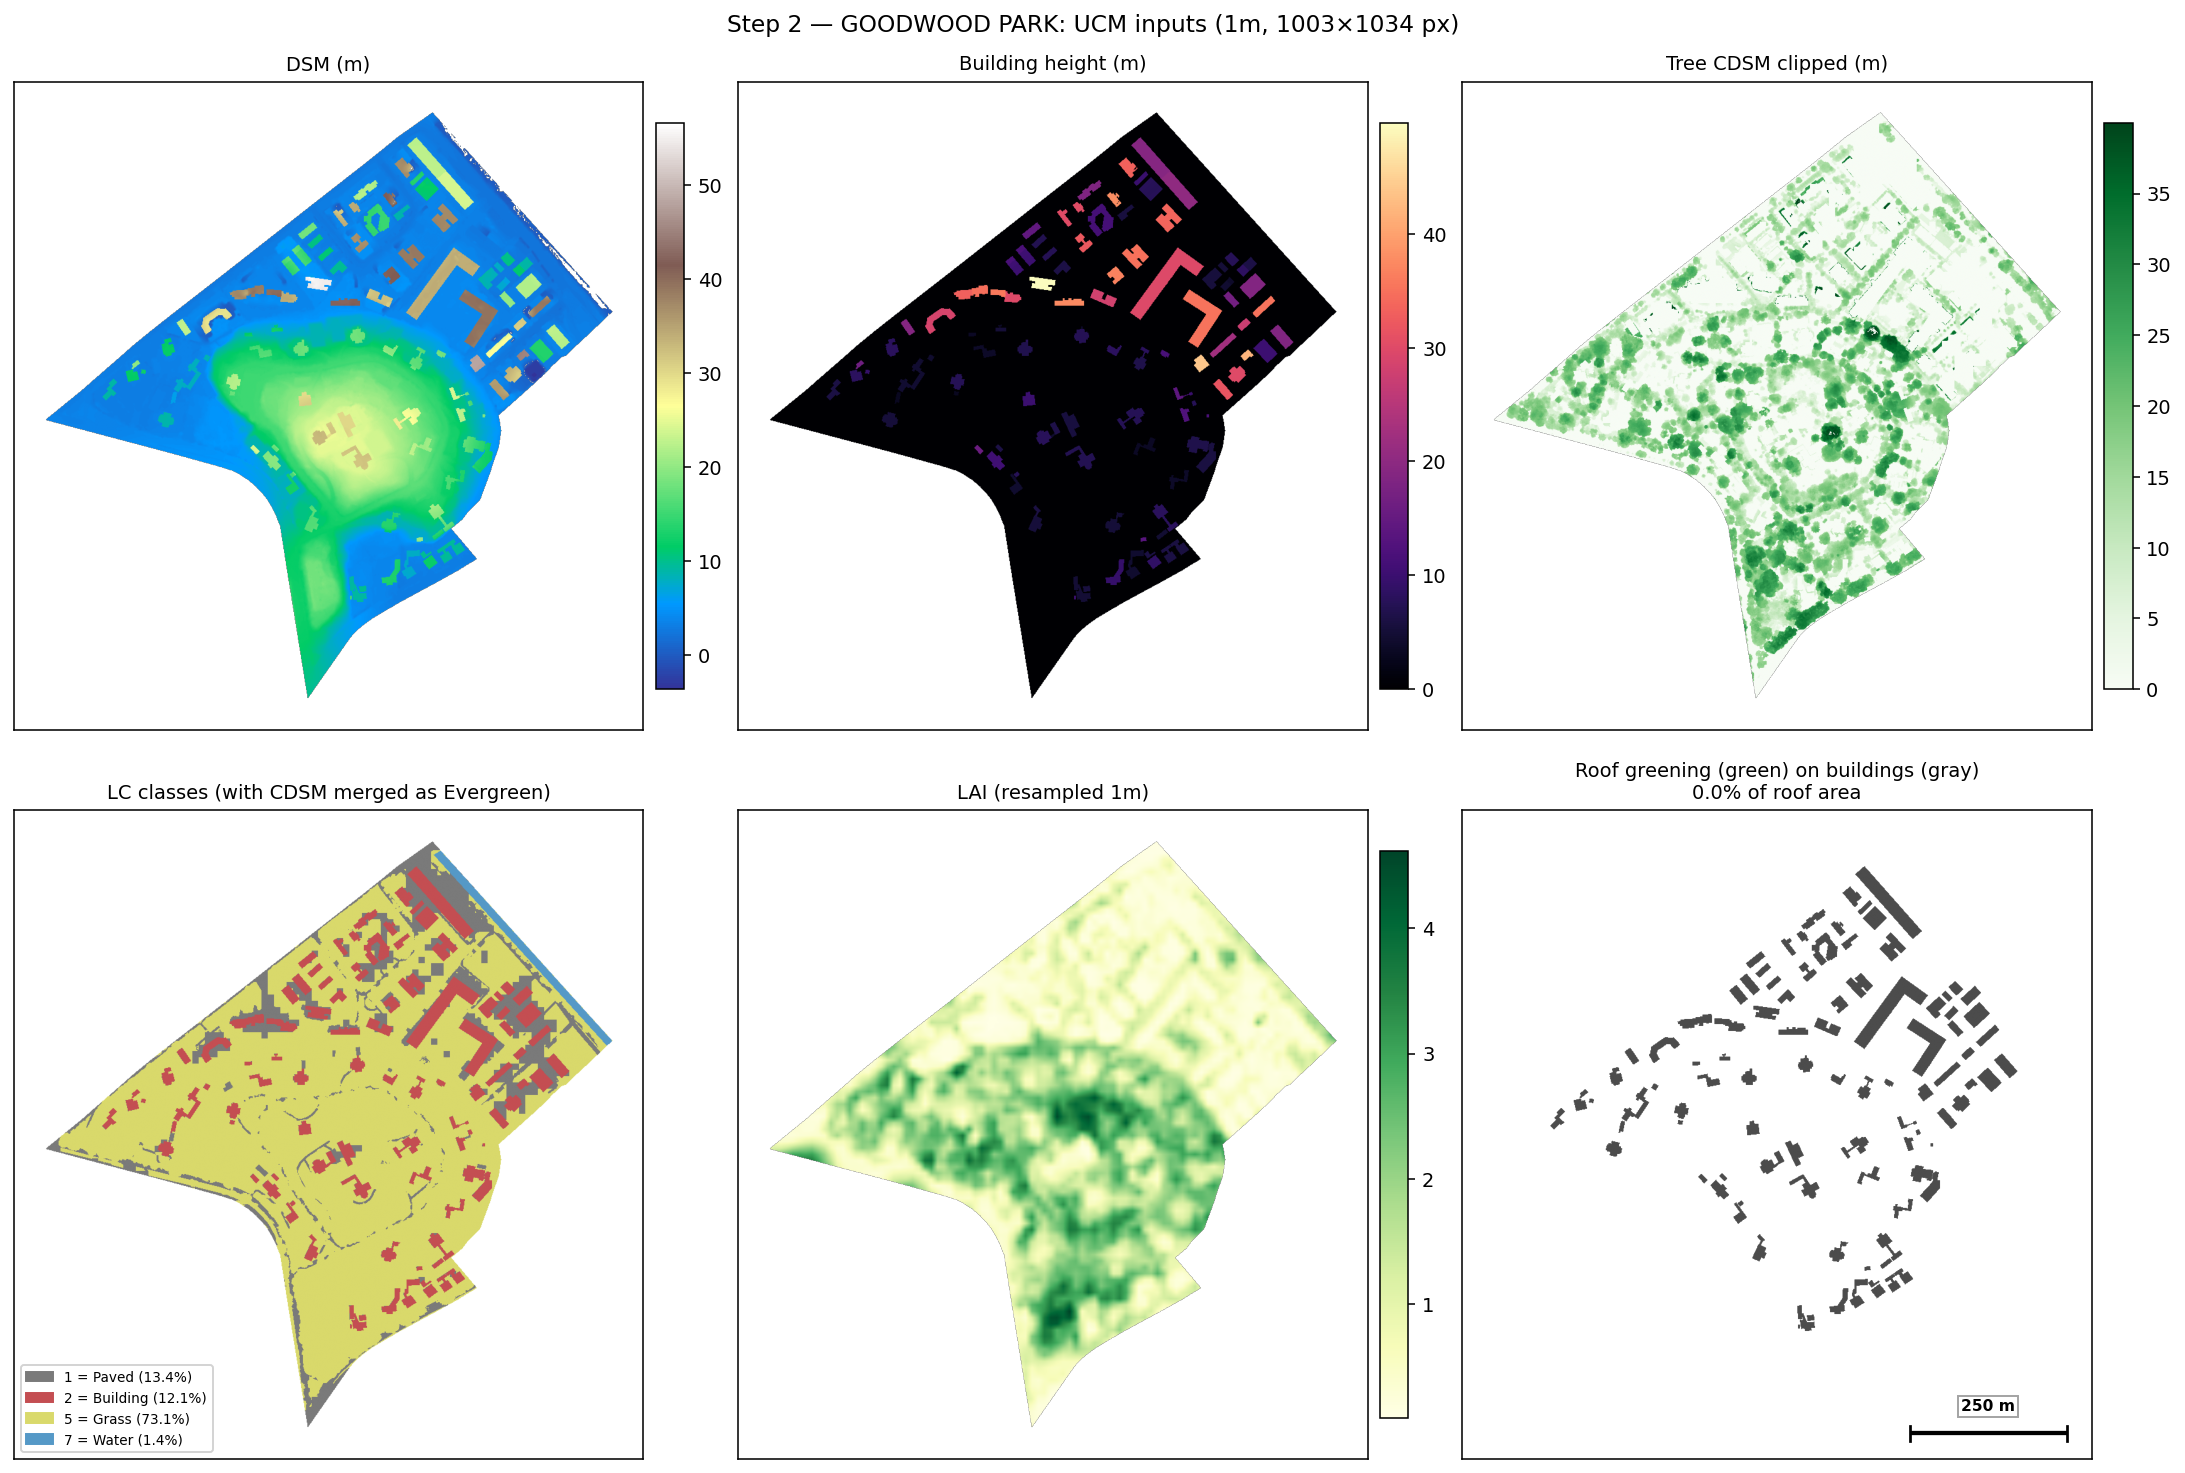 Step 2 — GOODWOOD PARK: UCM inputs (1m, 1003×1034 px)
DSM (m)
50
40
30
20
10
0
Building height (m)
40
30
20
10
0
Tree CDSM clipped (m)
35
30
25
20
15
10
5
0
LC classes (with CDSM merged as Evergreen)
1 = Paved (13.4%)
2 = Building (12.1%)
5 = Grass (73.1%)
7 = Water (1.4%)
LAI (resampled 1m)
4
3
2
1
Roof greening (green) on buildings (gray)
0.0% of roof area
250 m